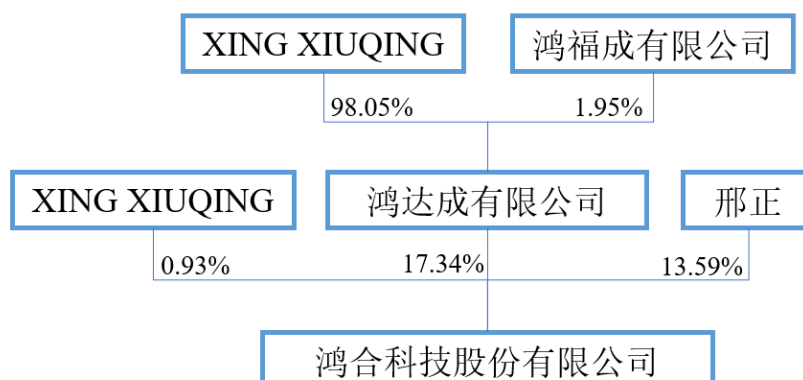 XING XIUQING
鸿福成有限公司
98.05%
1.95%
XING XIUQING
鸿达成有限公司
邢正
0.93%
17.34%
13.59%
鸿合科技股份有限公司